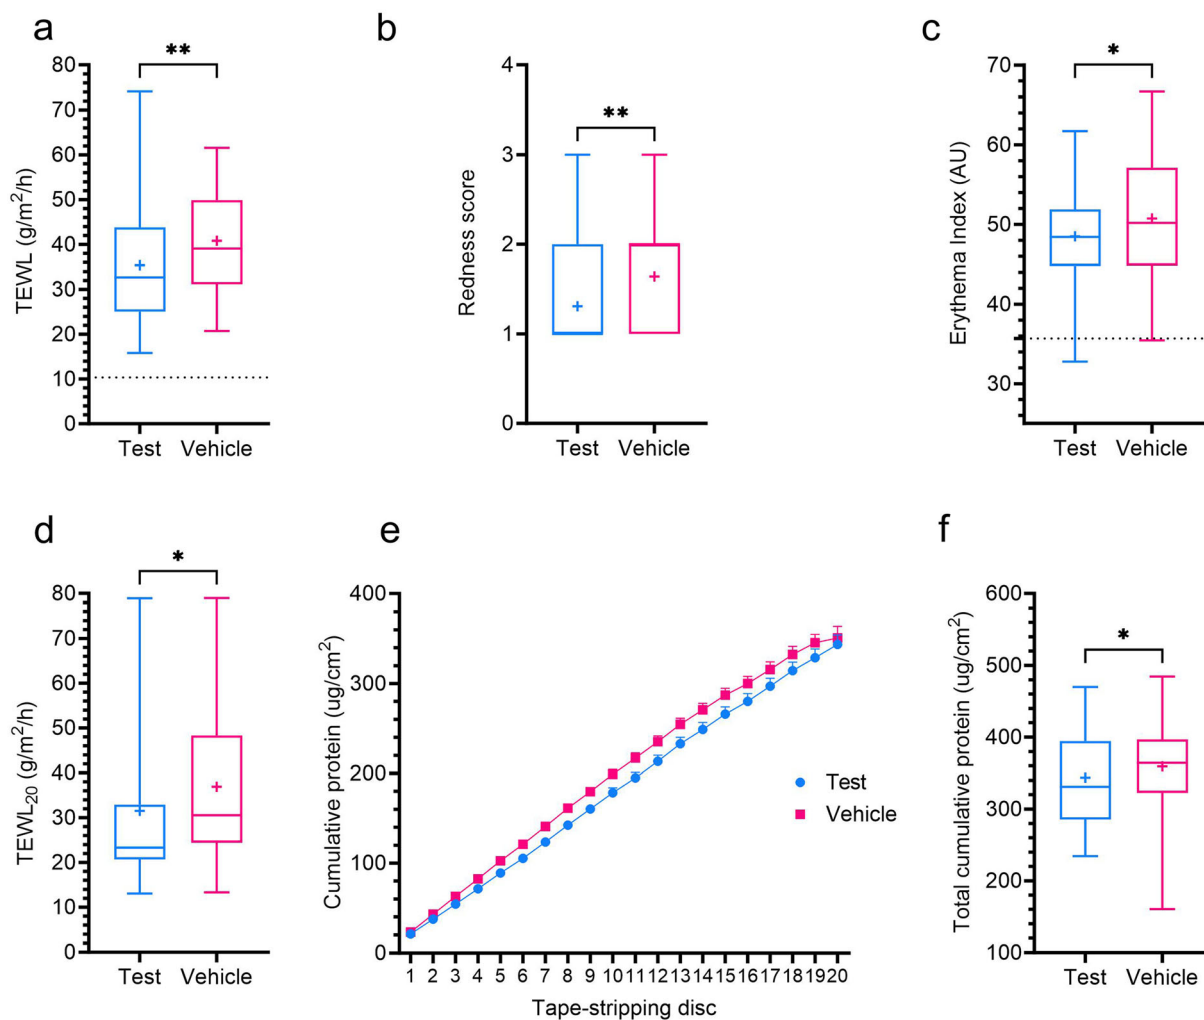 a
**
TEWL (g/m²/h)
80
70
60
50
40
30
20
10
0
Test Vehicle
b
**
Redness score
4
3
2
1
0
Test Vehicle
c
*
Erythema Index (AU)
70
60
50
40
30
Test Vehicle
d
*
TEWL₂₀ (g/m²/h)
80
70
60
50
40
30
20
10
0
Test Vehicle
e
Cumulative protein (ug/cm²)
400
300
200
100
0
Test
Vehicle
1 2 3 4 5 6 7 8 9 10 11 12 13 14 15 16 17 18 19 20
Tape-stripping disc
f
*
Total cumulative protein (ug/cm²)
600
500
400
300
200
100
Test Vehicle